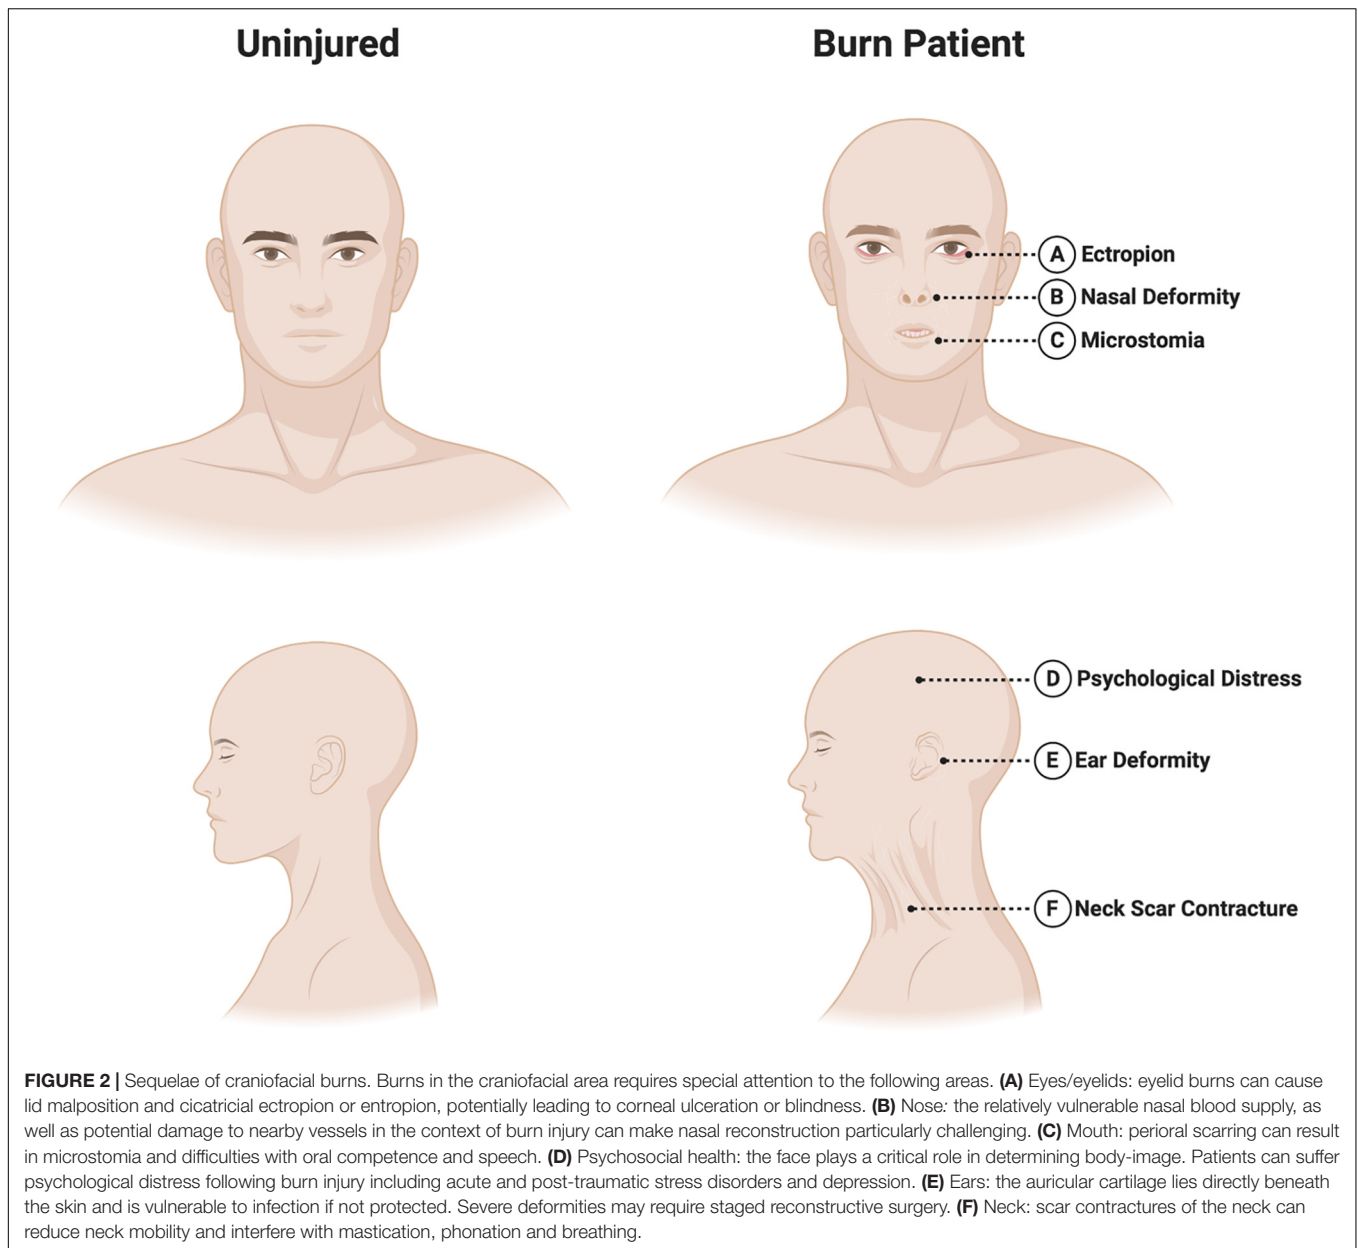 Uninjured
Burn Patient
A Ectropion
B Nasal Deformity
C Microstomia
D Psychological Distress
E Ear Deformity
F Neck Scar Contracture
FIGURE 2 | Sequelae of craniofacial burns. Burns in the craniofacial area requires special attention to the following areas. (A) Eyes/eyelids: eyelid burns can cause
lid malposition and cicatricial ectropion or entropion, potentially leading to corneal ulceration or blindness. (B) Nose: the relatively vulnerable nasal blood supply, as
well as potential damage to nearby vessels in the context of burn injury can make nasal reconstruction particularly challenging. (C) Mouth: perioral scarring can result
in microstomia and difficulties with oral competence and speech. (D) Psychosocial health: the face plays a critical role in determining body-image. Patients can suffer
psychological distress following burn injury including acute and post-traumatic stress disorders and depression. (E) Ears: the auricular cartilage lies directly beneath
the skin and is vulnerable to infection if not protected. Severe deformities may require staged reconstructive surgery. (F) Neck: scar contractures of the neck can
reduce neck mobility and interfere with mastication, phonation and breathing.